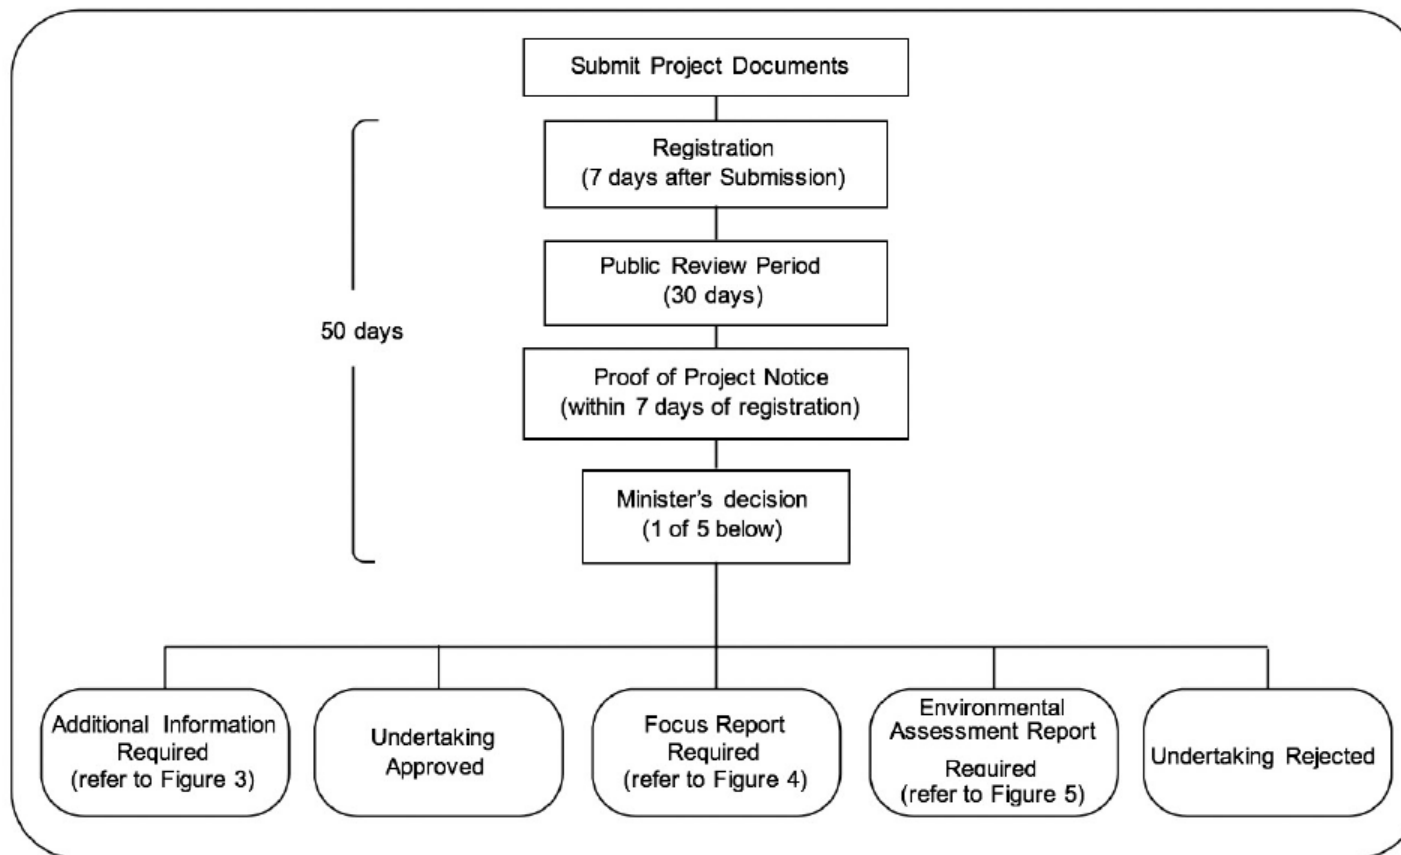 Submit Project Documents
Registration
(7 days after Submission)
Public Review Period
(30 days)
50 days
Proof of Project Notice
(within 7 days of registration)
Minister's decision
(1 of 5 below)
Additional Information
Required
(refer to Figure 3)
Undertaking
Approved
Focus Report
Required
(refer to Figure 4)
Environmental
Assessment Report
Required
(refer to Figure 5)
Undertaking Rejected